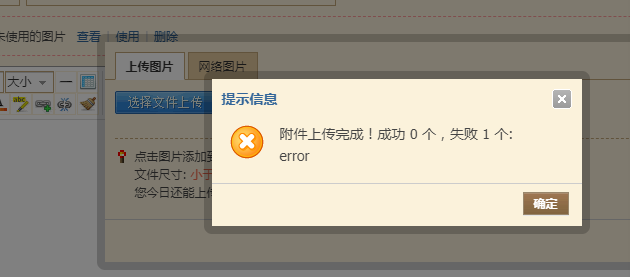 未使用的图片 查看 | 使用 | 删除
上传图片 网络图片
大小
选择文件上传
提示信息
附件上传完成！成功 0 个，失败 1 个:
error
确定
点击图片添加到
文件尺寸: 小于
您今日还能上传